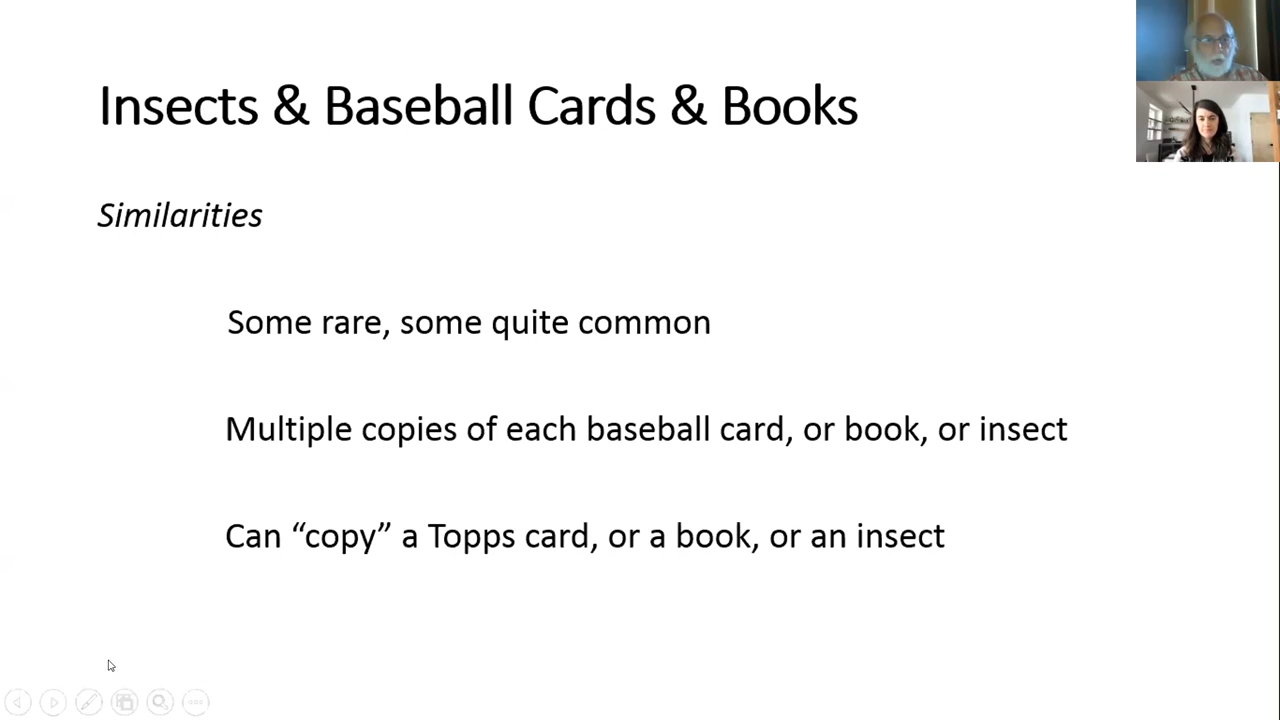 Insects & Baseball Cards & Books
Similarities
Some rare, some quite common
Multiple copies of each baseball card, or book, or insect
Can “copy” a Topps card, or a book, or an insect